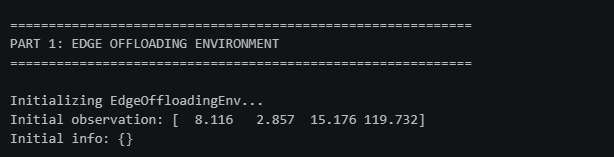 ============================================================
PART 1: EDGE OFFLOADING ENVIRONMENT
============================================================
Initializing EdgeOffloadingEnv...
Initial observation: [  8.116   2.857  15.176 119.732]
Initial info: {}